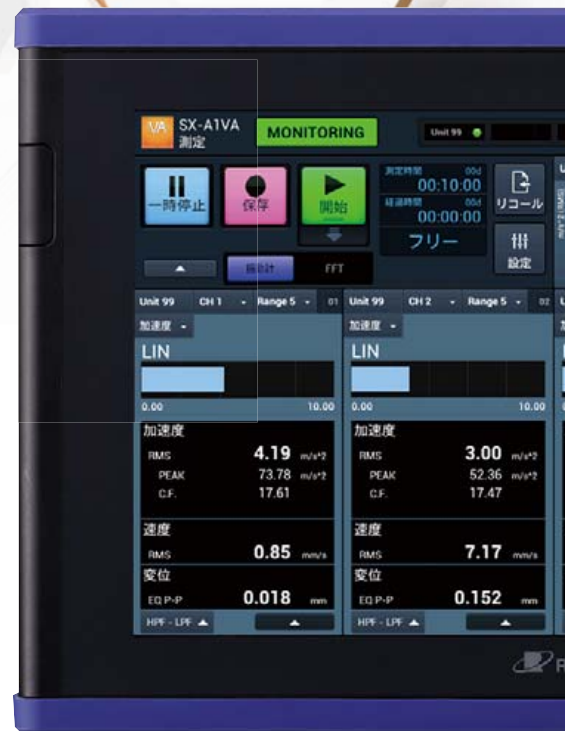 VA SX-A1VA
測定
MONITORING
Unit 99
一時停止
保存
開始
測定時間 00d
00:10:00
経過時間 00d
00:00:00
フリー
リコール
設定
m/s^2 (RMS)
振動計 FFT
Unit 99 CH 1 Range 5 01
加速度
LIN
0.00 10.00
加速度
RMS 4.19 m/s^2
PEAK 73.78 m/s^2
C.F. 17.61
速度
RMS 0.85 mm/s
変位
EQ P-P 0.018 mm
HPF - LPF
Unit 99 CH 2 Range 5 02
加速度
LIN
0.00 10.00
加速度
RMS 3.00 m/s^2
PEAK 52.36 m/s^2
C.F. 17.47
速度
RMS 7.17 mm/s
変位
EQ P-P 0.152 mm
HPF - LPF
R